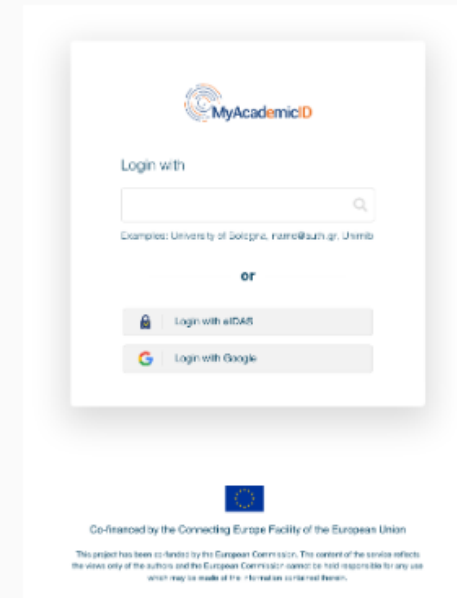 MyAcademicID
Login with
Examples: University of Bologna, name@auth.gr, Unimib
or
Login with eIDAS
Login with Google
Co-financed by the Connecting Europe Facility of the European Union
This project has been co-funded by the European Commission. The content of the service reflects
the views only of the authors and the European Commission cannot be held responsible for any use
which may be made of the information contained therein.